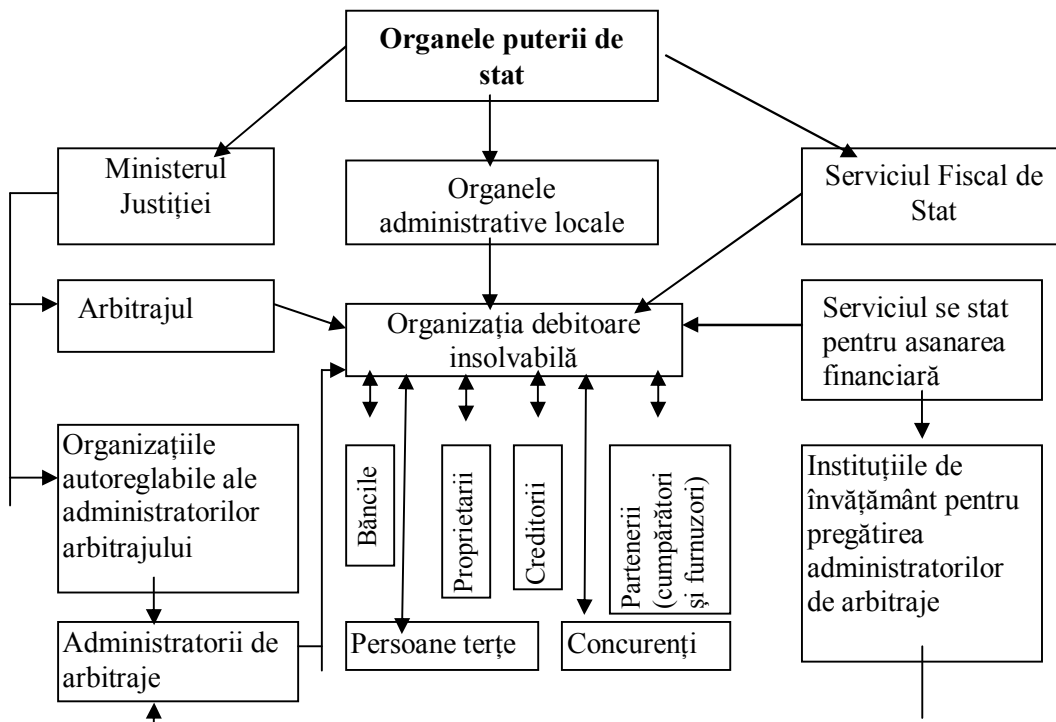 Organele puterii de
stat
Ministerul
Justiției
Organele
administrative locale
Serviciul Fiscal de
Stat
Arbitrajul
Organizația debitoare
insolvabilă
Serviciul se stat
pentru asanarea
financiară
Organizațiile
autoreglabile ale
administratorilor
arbitrajului
Băncile
Proprietarii
Creditorii
Partenerii
(cumpărători
și furnuzori)
Instituțiile de
învățământ pentru
pregătirea
administratorilor
de arbitraje
Administratorii de
arbitraje
Persoane terțe
Concurenți